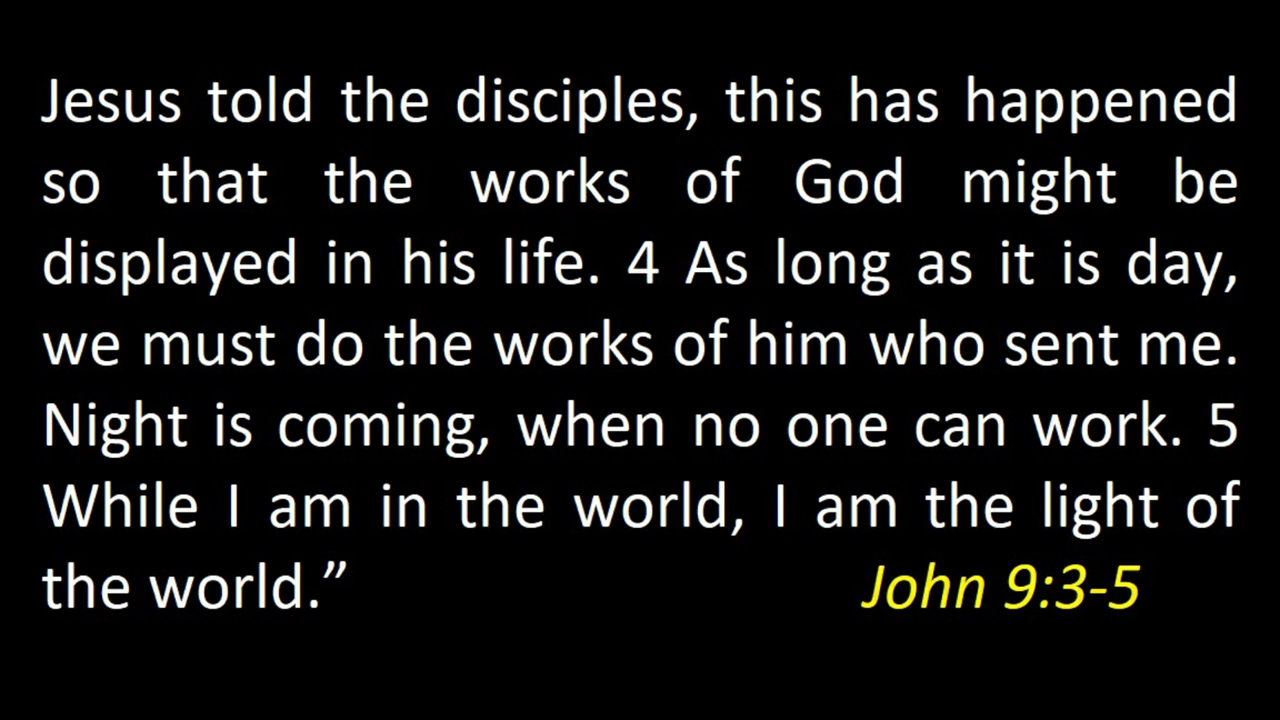 Jesus told the disciples, this has happened
so that the works of God might be
displayed in his life. 4 As long as it is day,
we must do the works of him who sent me.
Night is coming, when no one can work. 5
While I am in the world, I am the light of
the world.” John 9:3-5